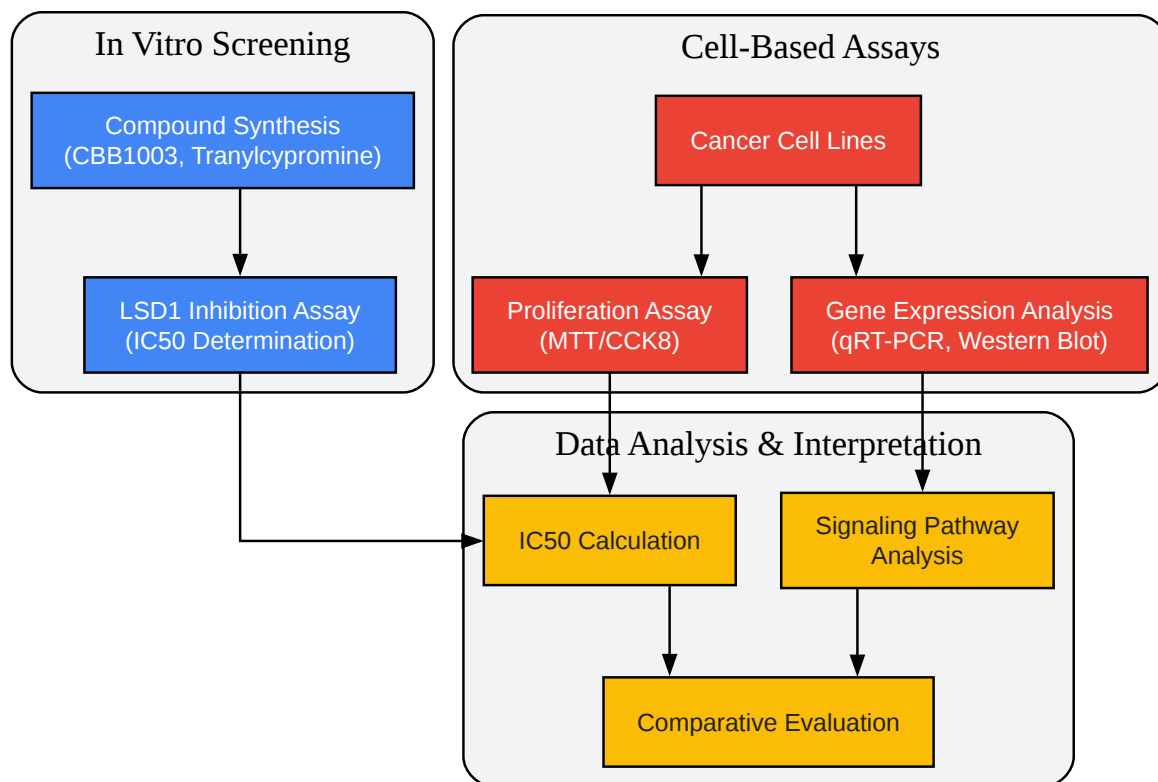 In Vitro Screening
Compound Synthesis
(CBB1003, Tranylcypromine)
LSD1 Inhibition Assay
(IC50 Determination)
Cell-Based Assays
Cancer Cell Lines
Proliferation Assay
(MTT/CCK8)
Gene Expression Analysis
(qRT-PCR, Western Blot)
Data Analysis & Interpretation
IC50 Calculation
Signaling Pathway
Analysis
Comparative Evaluation